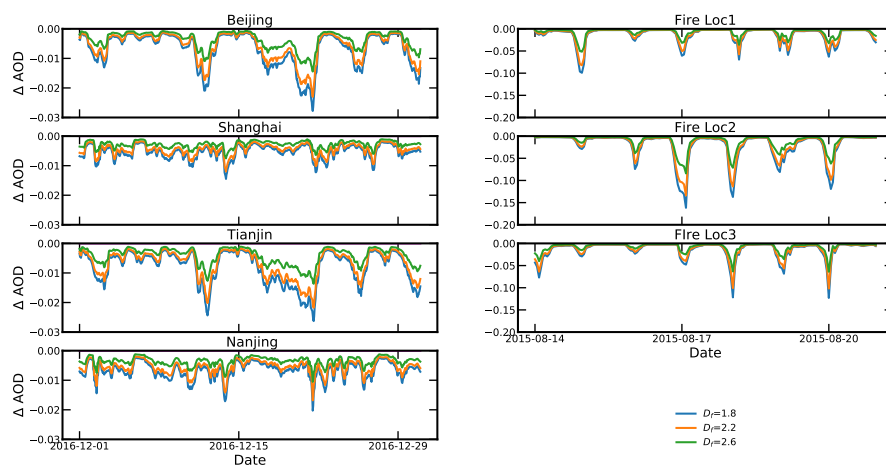 Beijing
0.00
−0.01
−0.02
−0.03
Δ AOD
Shanghai
0.00
−0.01
−0.02
−0.03
Δ AOD
Tianjin
0.00
−0.01
−0.02
−0.03
Δ AOD
Nanjing
0.00
−0.01
−0.02
−0.03
Δ AOD
2016-12-01
2016-12-15
2016-12-29
Date
Fire Loc1
0.00
−0.05
−0.10
−0.15
−0.20
Fire Loc2
0.00
−0.05
−0.10
−0.15
−0.20
Fire Loc3
0.00
−0.05
−0.10
−0.15
−0.20
2015-08-14
2015-08-17
2015-08-20
Date
Df=1.8
Df=2.2
Df=2.6